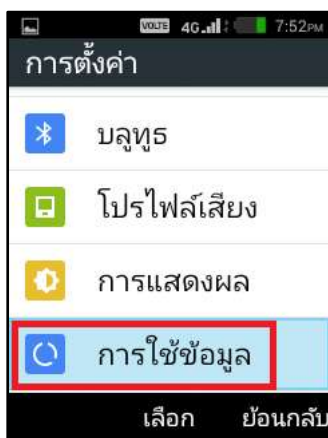 VOLTE 4G 7:52PM
การตั้งค่า
บลูทูธ
โปรไฟล์เสียง
การแสดงผล
การใช้ข้อมูล
เลือก ย้อนกลับ